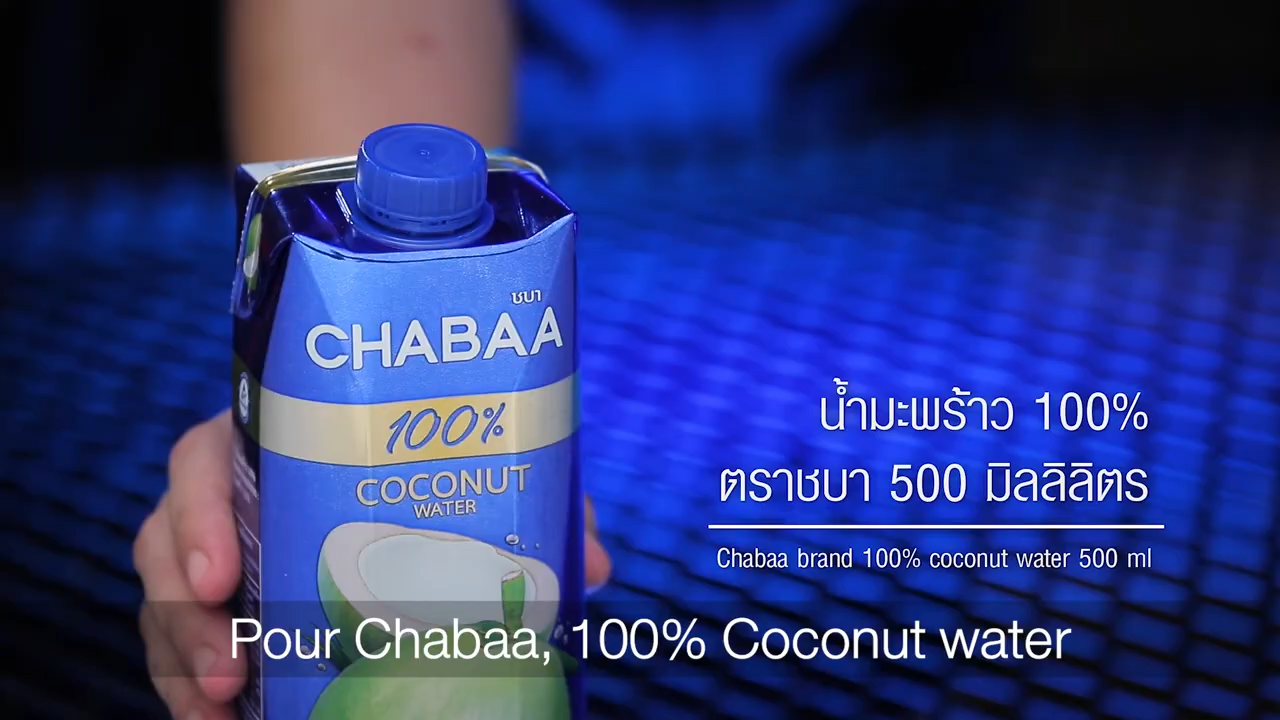 ชบา
CHABAA
100%
COCONUT
WATER
น้ำมะพร้าว 100%
ตราชบา 500 มิลลิลิตร
Chabaa brand 100% coconut water 500 ml
Pour Chabaa, 100% Coconut water